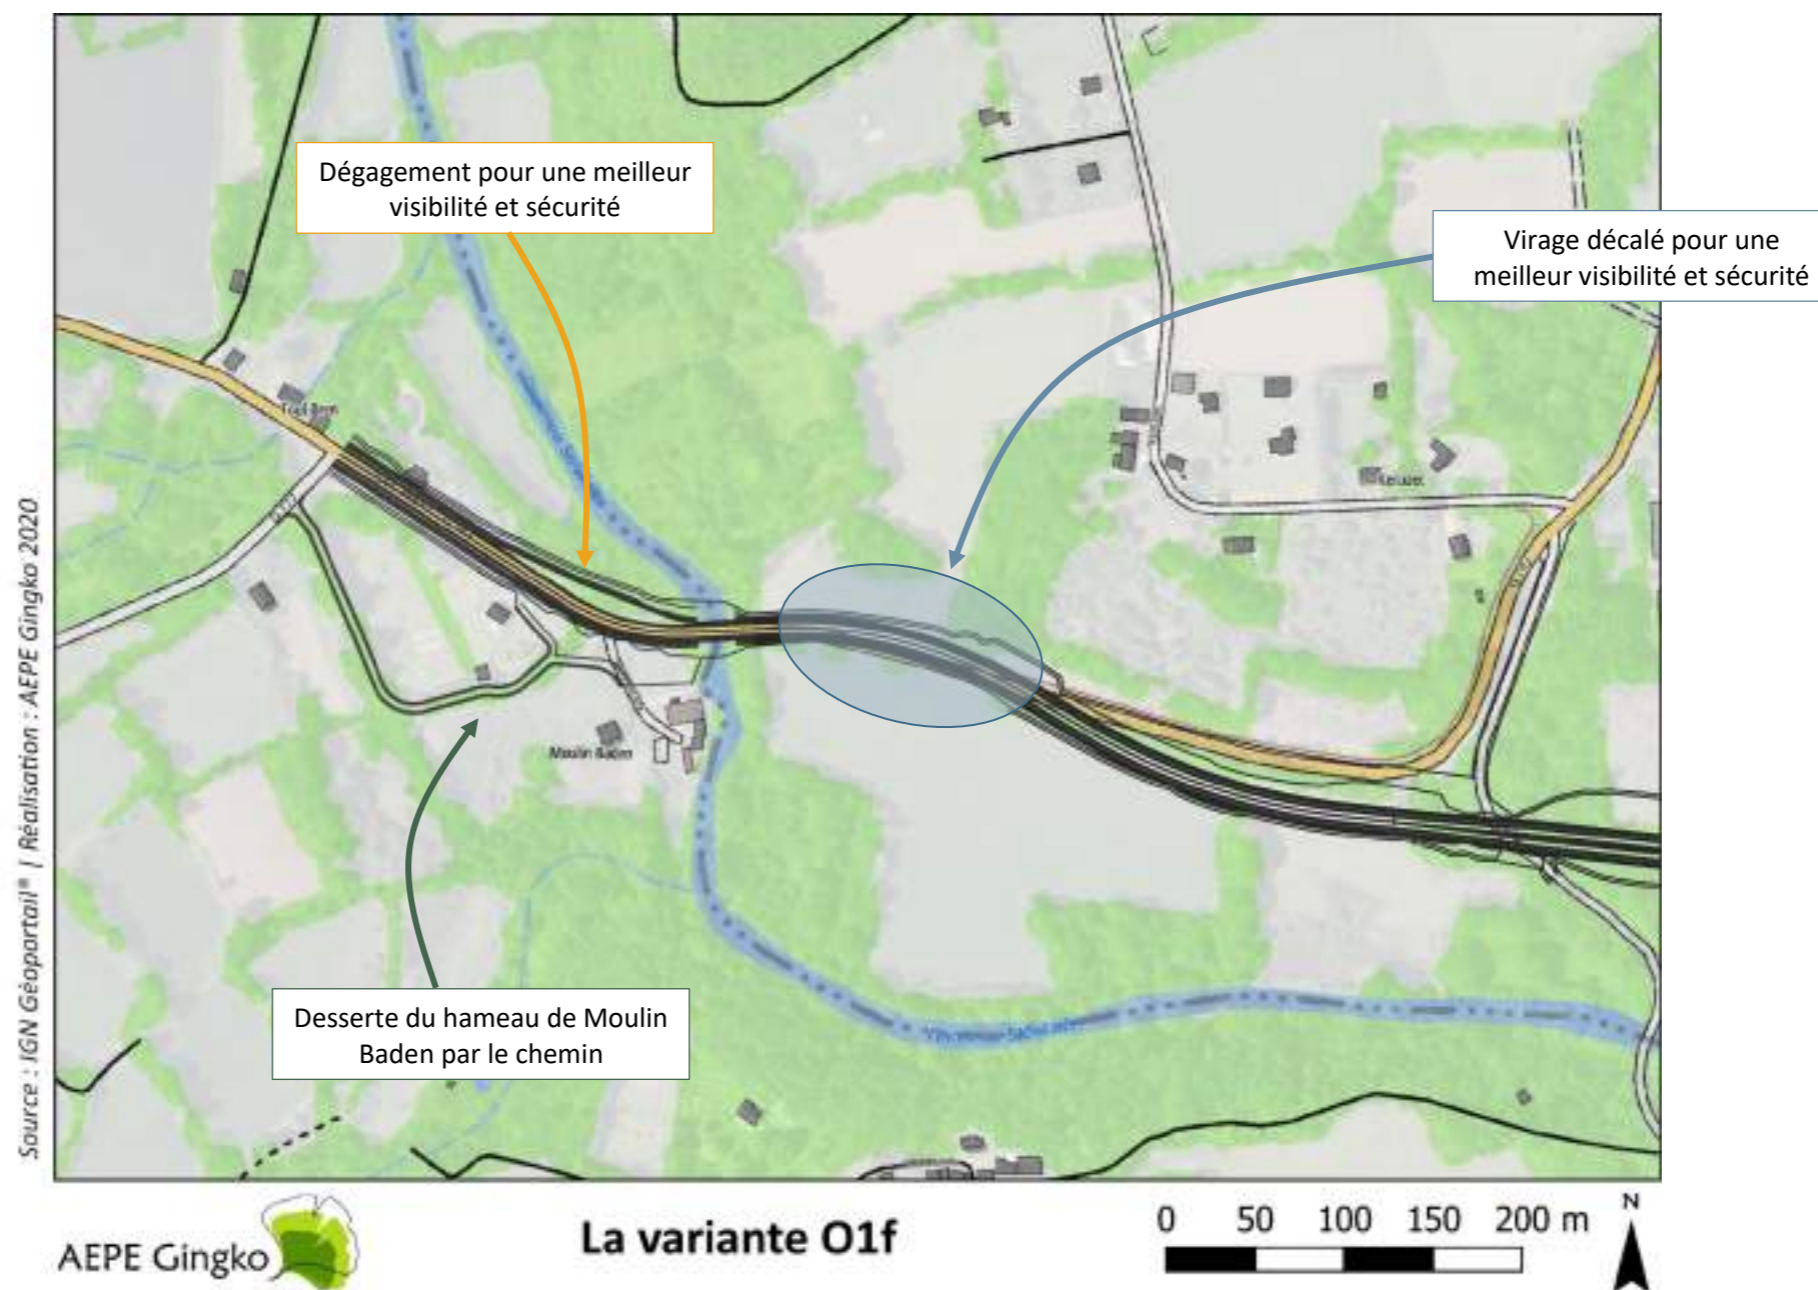 Dégagement pour une meilleur
visibilité et sécurité
Virage décalé pour une
meilleur visibilité et sécurité
Moulin Baden
Desserte du hameau de Moulin
Baden par le chemin
Source : IGN Géoportail® | Réalisation : AEPE Gingko 2020
AEPE Gingko
La variante O1f
0 50 100 150 200 m
N